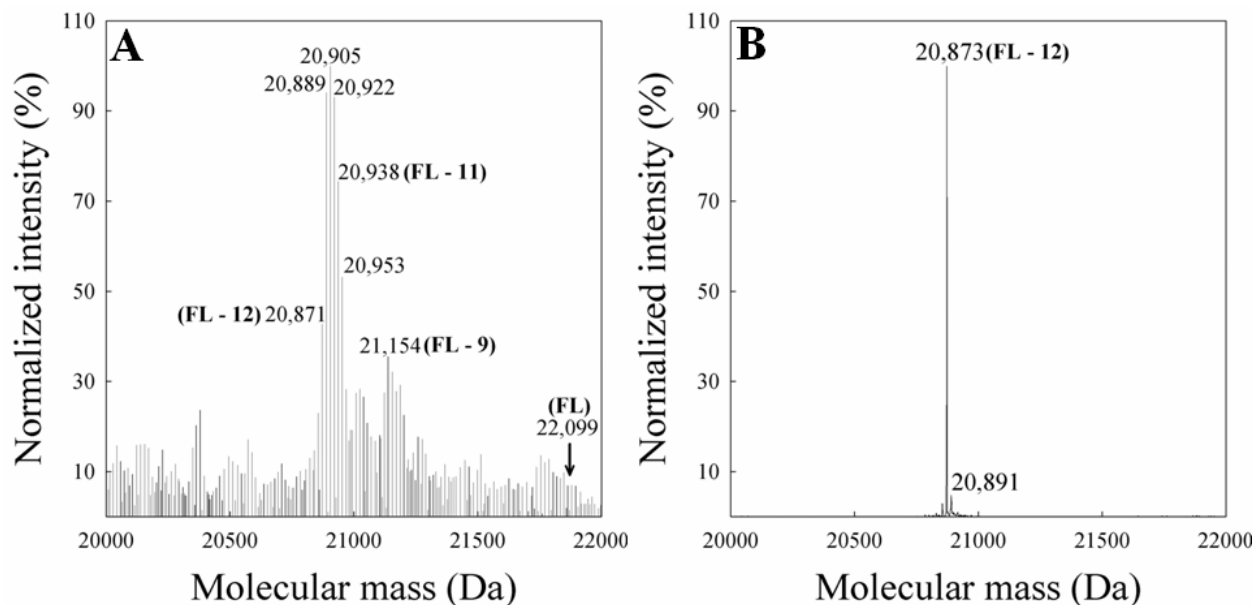 A
Normalized intensity (%)
110
90
70
50
30
10
20,905
20,889
20,922
20,938 (FL - 11)
20,953
(FL - 12) 20,871
21,154 (FL - 9)
(FL)
22,099
20000
20500
21000
21500
22000
Molecular mass (Da)
B
Normalized intensity (%)
110
90
70
50
30
10
20,873 (FL - 12)
20,891
20000
20500
21000
21500
22000
Molecular mass (Da)